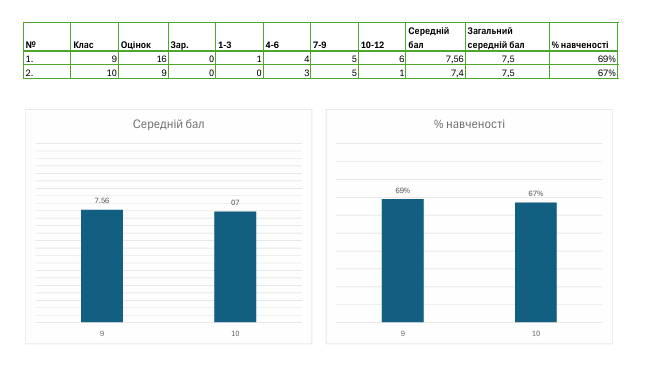 № Клас Оцінок Зар. 1-3 4-6 7-9 10-12 Середній бал Загальний середній бал % навченості
1. 9 16 0 1 4 5 6 7,56 7,5 69%
2. 10 9 0 0 3 5 1 7,4 7,5 67%
Середній бал
7.56 07
9 10
% навченості
69% 67%
9 10